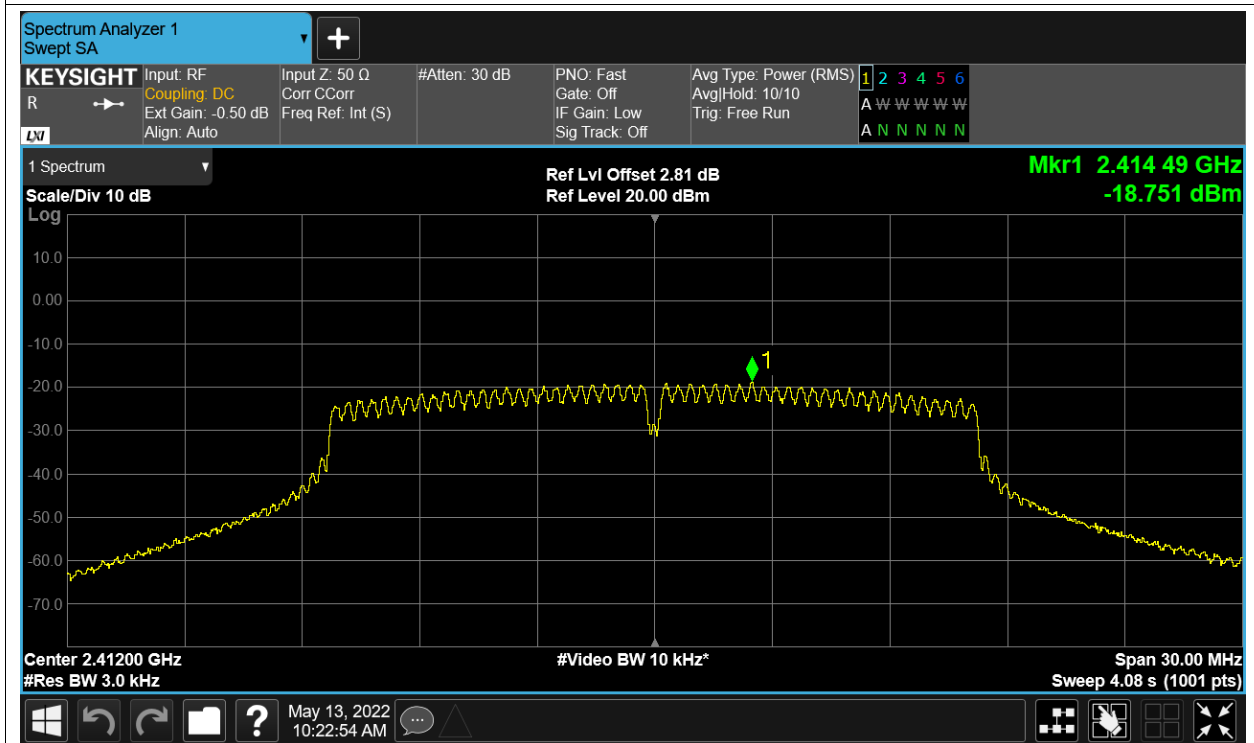 Spectrum Analyzer 1
Swept SA
+
KEYSIGHT
R
LXI
Input: RF
Coupling: DC
Ext Gain: -0.50 dB
Align: Auto
Input Z: 50 Ω
Corr CCorr
Freq Ref: Int (S)
#Atten: 30 dB
PNO: Fast
Gate: Off
IF Gain: Low
Sig Track: Off
Avg Type: Power (RMS)
Avg|Hold: 10/10
Trig: Free Run
1 2 3 4 5 6
A W W W W W
A N N N N N
1 Spectrum
Scale/Div 10 dB
Log
Ref Lvl Offset 2.81 dB
Ref Level 20.00 dBm
Mkr1 2.414 49 GHz
-18.751 dBm
10.0
0.00
-10.0
-20.0
-30.0
-40.0
-50.0
-60.0
-70.0
1
Center 2.41200 GHz
#Res BW 3.0 kHz
#Video BW 10 kHz*
Span 30.00 MHz
Sweep 4.08 s (1001 pts)
?
May 13, 2022
10:22:54 AM